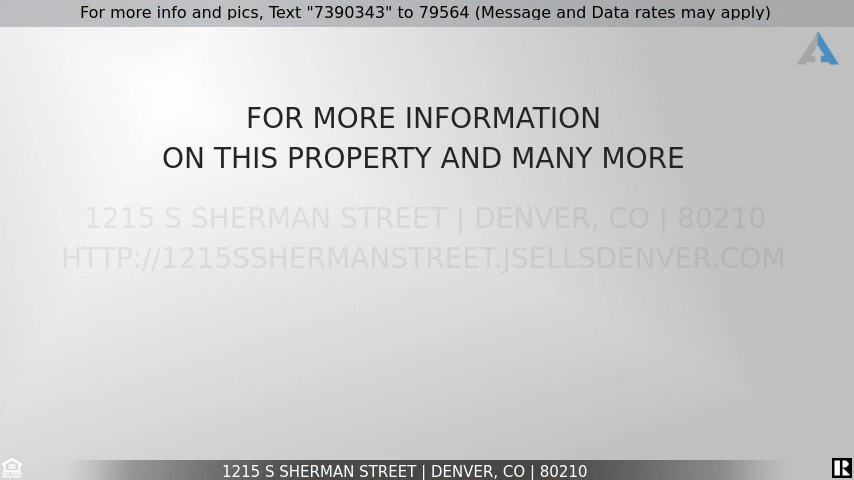 For more info and pics, Text "7390343" to 79564 (Message and Data rates may apply)
FOR MORE INFORMATION
ON THIS PROPERTY AND MANY MORE
1215 S SHERMAN STREET | DENVER, CO | 80210
HTTP://1215SSHERMANSTREET.JSELLSDENVER.COM
1215 S SHERMAN STREET | DENVER, CO | 80210